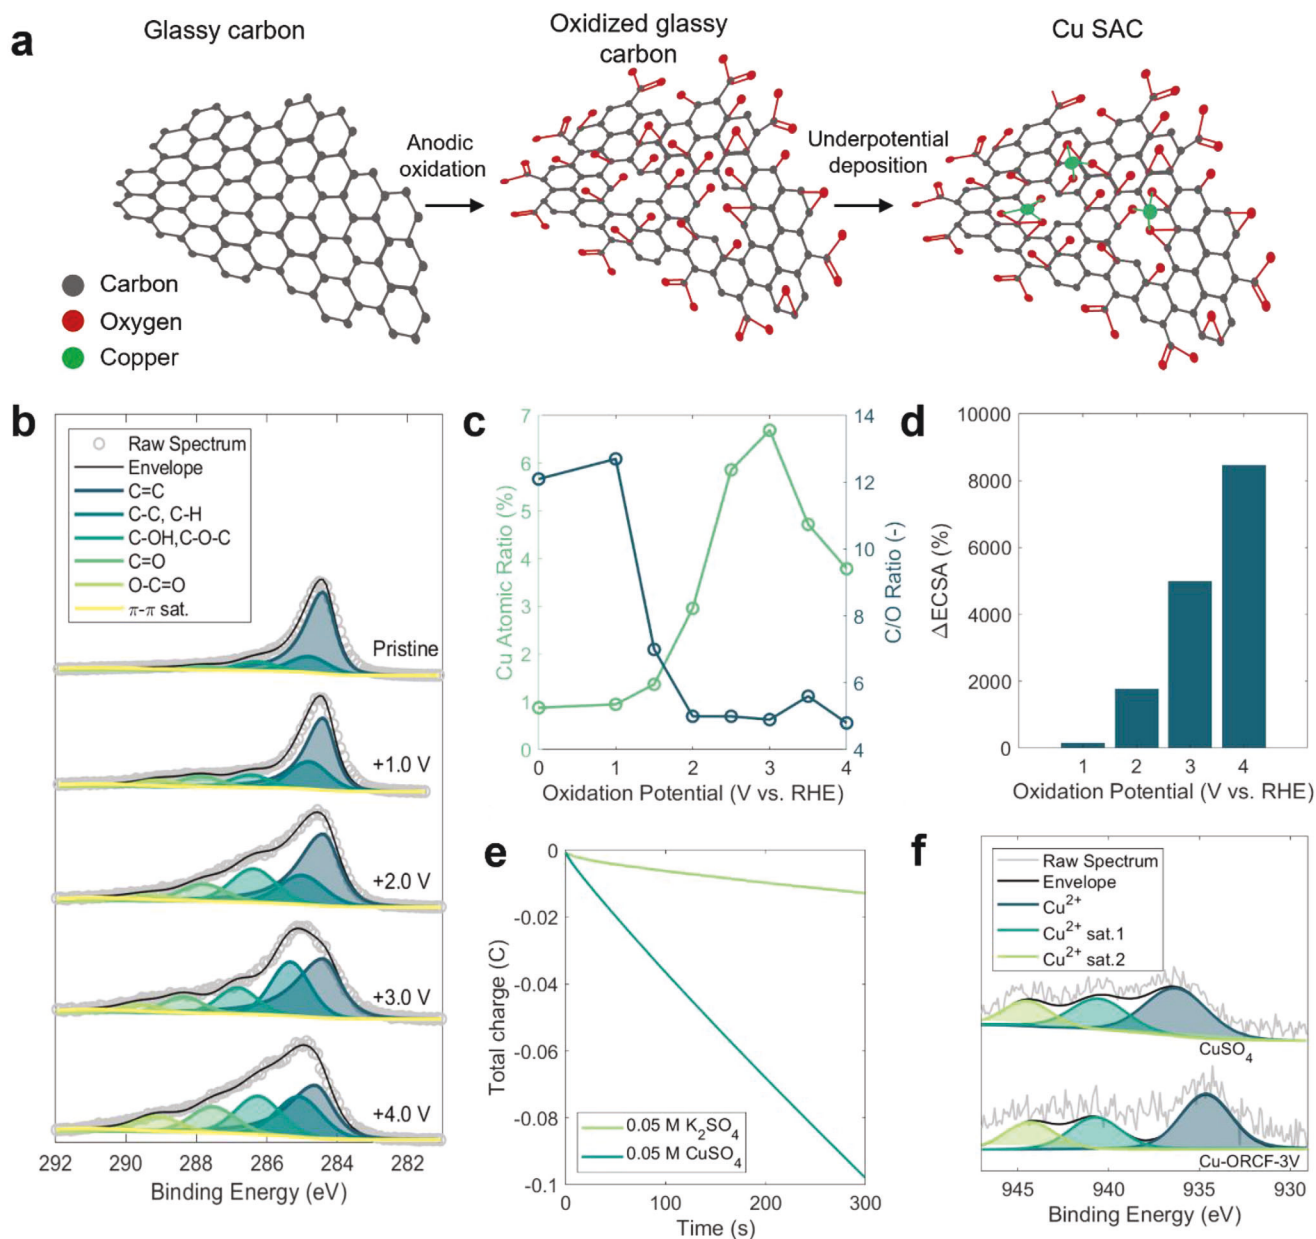 a
Glassy carbon
Oxidized glassy
carbon
Cu SAC
Anodic
oxidation
Underpotential
deposition
Carbon
Oxygen
Copper
b
Raw Spectrum
Envelope
C=C
C-C, C-H
C-OH,C-O-C
C=O
O-C=O
π-π sat.
Pristine
+1.0 V
+2.0 V
+3.0 V
+4.0 V
292 290 288 286 284 282
Binding Energy (eV)
c
Cu Atomic Ratio (%)
7
6
5
4
3
2
1
0
14
12
10
8
6
4
C/O Ratio (-)
0 1 2 3 4
Oxidation Potential (V vs. RHE)
d
ΔECSA (%)
10000
8000
6000
4000
2000
0
1 2 3 4
Oxidation Potential (V vs. RHE)
e
Total charge (C)
0
-0.02
-0.04
-0.06
-0.08
-0.1
0.05 M K₂SO₄
0.05 M CuSO₄
0 100 200 300
Time (s)
f
Raw Spectrum
Envelope
Cu²⁺
Cu²⁺ sat.1
Cu²⁺ sat.2
CuSO₄
Cu-ORCF-3V
945 940 935 930
Binding Energy (eV)